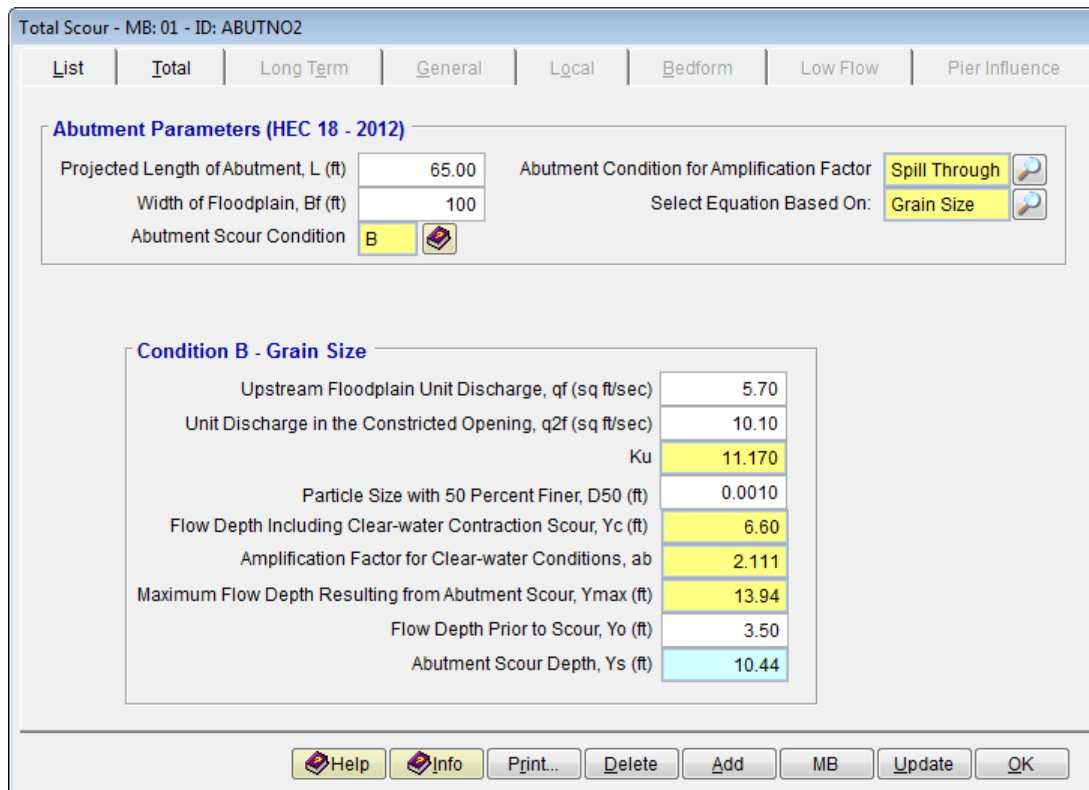 Total Scour - MB: 01 - ID: ABUTNO2
List Total Long Term General Local Bedform Low Flow Pier Influence
Abutment Parameters (HEC 18 - 2012)
Projected Length of Abutment, L (ft) 65.00 Abutment Condition for Amplification Factor Spill Through
Width of Floodplain, Bf (ft) 100 Select Equation Based On: Grain Size
Abutment Scour Condition B
Condition B - Grain Size
Upstream Floodplain Unit Discharge, qf (sq ft/sec) 5.70
Unit Discharge in the Constricted Opening, q2f (sq ft/sec) 10.10
Ku 11.170
Particle Size with 50 Percent Finer, D50 (ft) 0.0010
Flow Depth Including Clear-water Contraction Scour, Yc (ft) 6.60
Amplification Factor for Clear-water Conditions, ab 2.111
Maximum Flow Depth Resulting from Abutment Scour, Ymax (ft) 13.94
Flow Depth Prior to Scour, Yo (ft) 3.50
Abutment Scour Depth, Ys (ft) 10.44
Help Info Print... Delete Add MB Update OK